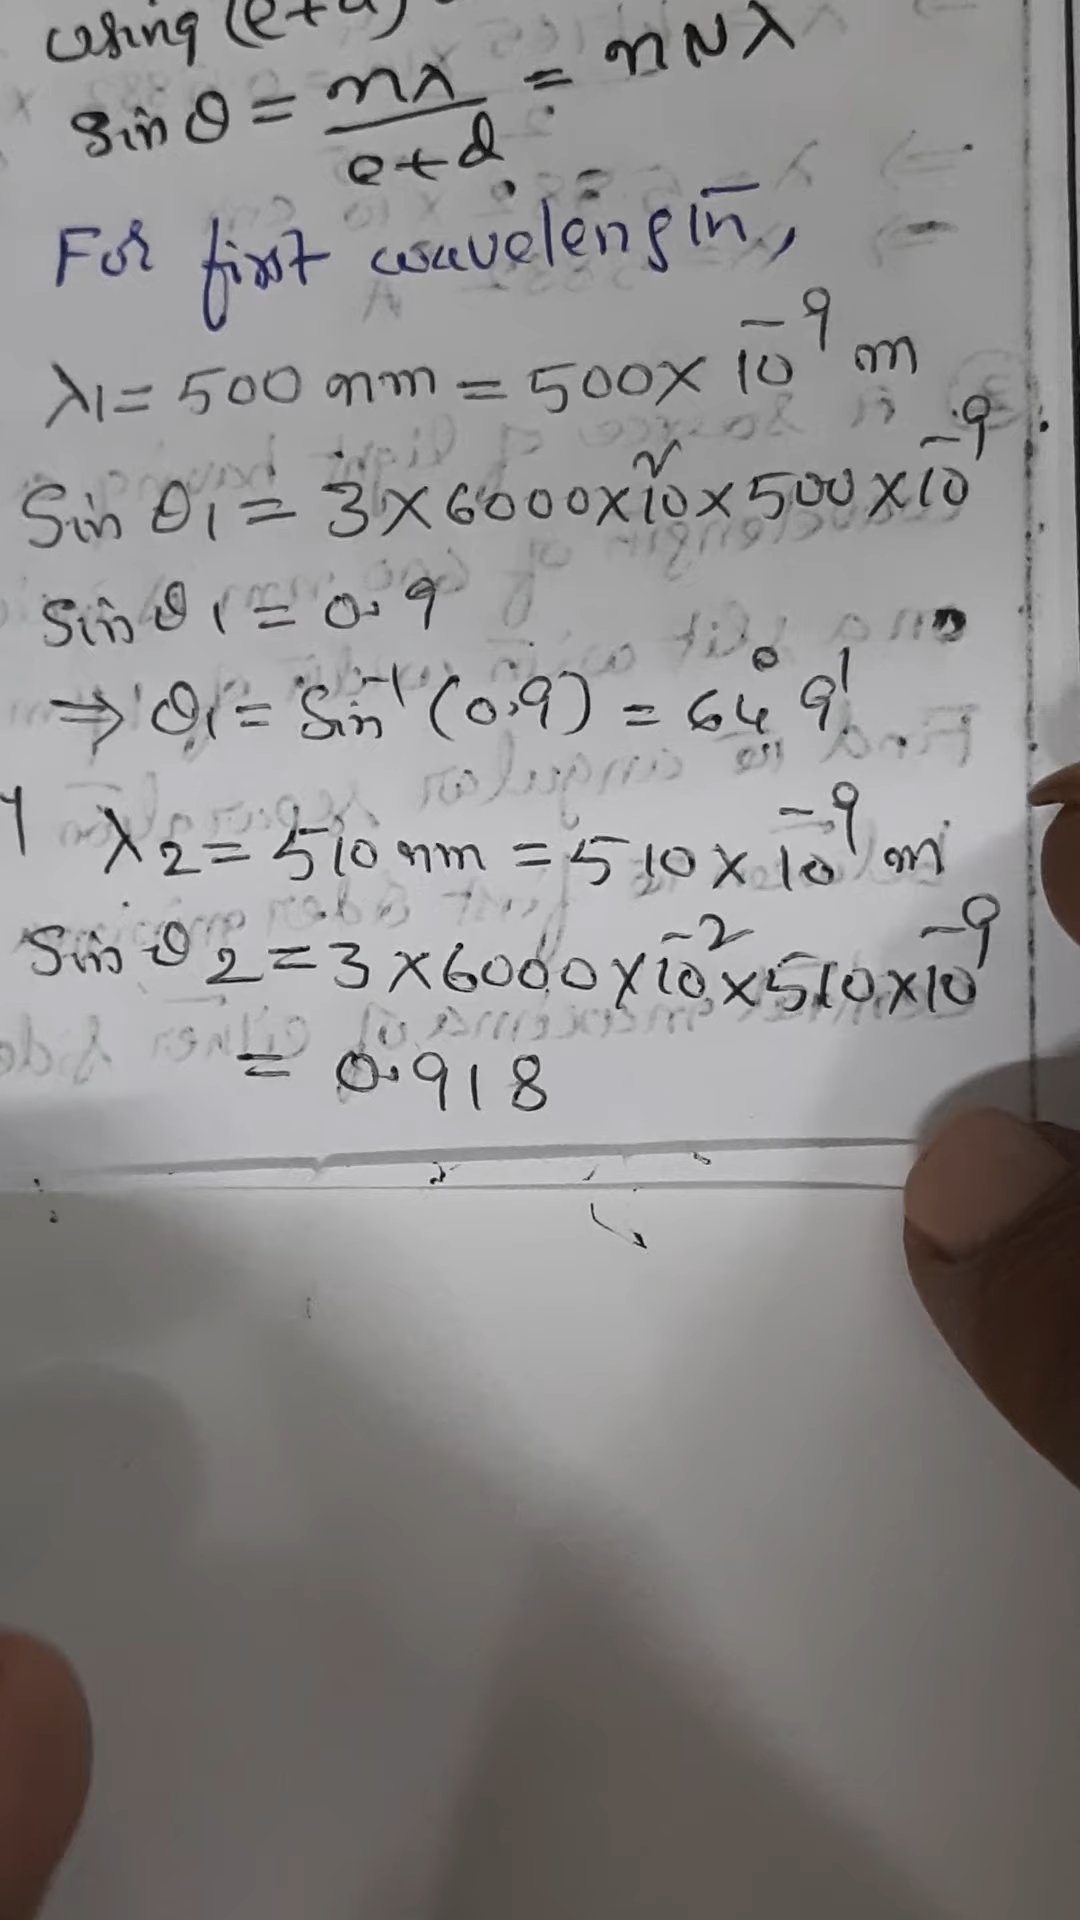 using (e+d)
Sin θ = nλ/e+d = nNλ
For first wavelength,
λ1 = 500 nm = 500 × 10^-9 m
Sin θ1 = 3 × 6000 × 10^2 × 500 × 10^-9
Sin θ1 = 0.9
⇒ θ1 = Sin^-1 (0.9) = 64° 9'
λ2 = 510 nm = 510 × 10^-9 m
Sin θ2 = 3 × 6000 × 10^-2 × 510 × 10^-9
= 0.918